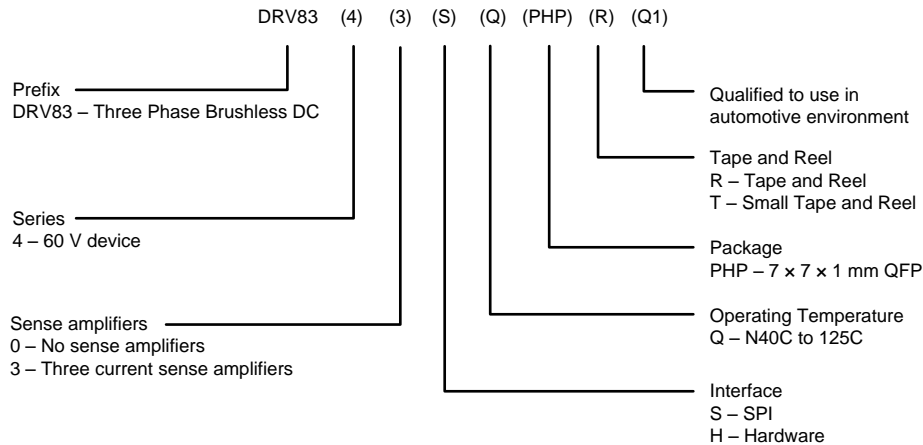 DRV83 (4) (3) (S) (Q) (PHP) (R) (Q1)
Prefix
DRV83 – Three Phase Brushless DC
Series
4 – 60 V device
Sense amplifiers
0 – No sense amplifiers
3 – Three current sense amplifiers
Qualified to use in
automotive environment
Tape and Reel
R – Tape and Reel
T – Small Tape and Reel
Package
PHP – 7 × 7 × 1 mm QFP
Operating Temperature
Q – N40C to 125C
Interface
S – SPI
H – Hardware